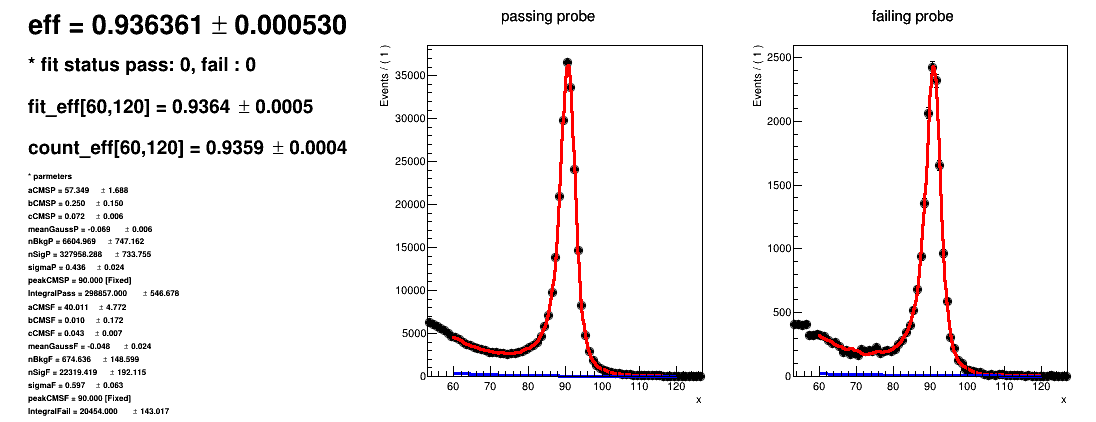 eff = 0.936361 ± 0.000530
* fit status pass: 0, fail : 0
fit_eff[60,120] = 0.9364 ± 0.0005
count_eff[60,120] = 0.9359 ± 0.0004
* parmeters
aCMSP = 57.349 ± 1.688
bCMSP = 0.250 ± 0.150
cCMSP = 0.072 ± 0.006
meanGaussP = -0.069 ± 0.006
nBkgP = 6604.969 ± 747.162
nSigP = 327958.288 ± 733.755
sigmaP = 0.436 ± 0.024
peakCMSP = 90.000 [Fixed]
IntegralPass = 298857.000 ± 546.678
aCMSF = 40.011 ± 4.772
bCMSF = 0.010 ± 0.172
cCMSF = 0.043 ± 0.007
meanGaussF = -0.048 ± 0.024
nBkgF = 674.636 ± 148.599
nSigF = 22319.419 ± 192.115
sigmaF = 0.597 ± 0.063
peakCMSF = 90.000 [Fixed]
IntegralFail = 20454.000 ± 143.017
passing probe
Events / ( 1 )
35000
30000
25000
20000
15000
10000
5000
0
60 70 80 90 100 110 120
x
failing probe
Events / ( 1 )
2500
2000
1500
1000
500
0
60 70 80 90 100 110 120
x